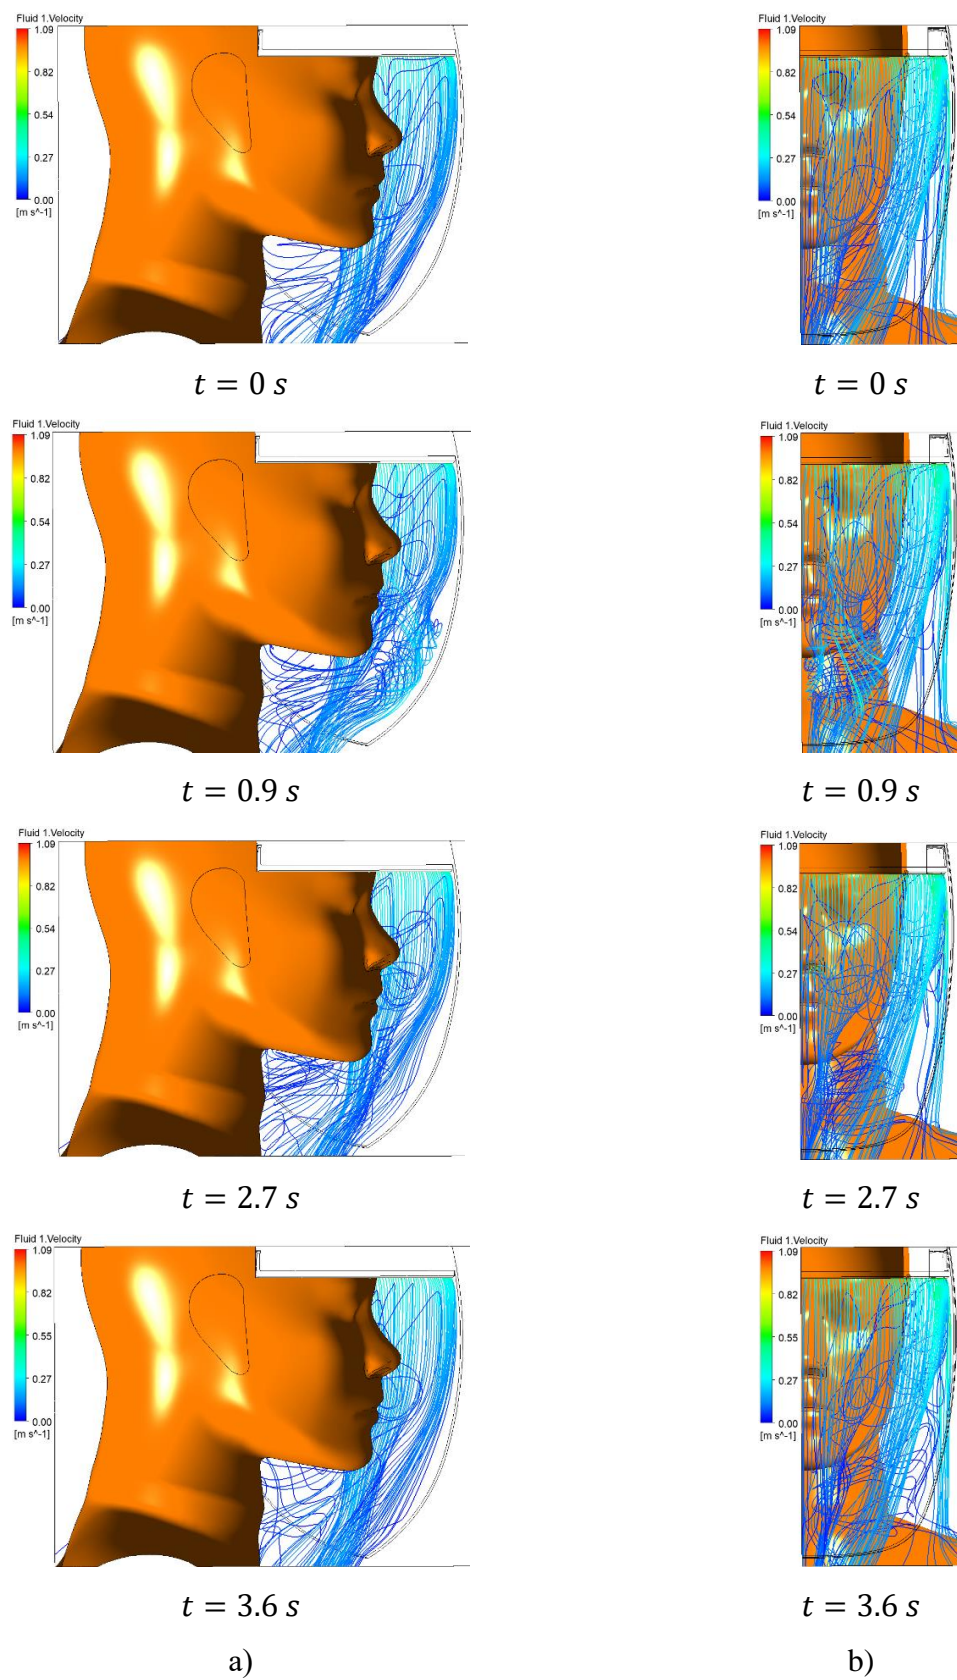 Fluid 1.Velocity
1.09
0.82
0.54
0.27
0.00
[m s^-1]
Fluid 1.Velocity
1.09
0.82
0.54
0.27
0.00
[m s^-1]
t = 0 s
t = 0 s
Fluid 1.Velocity
1.09
0.82
0.54
0.27
0.00
[m s^-1]
Fluid 1.Velocity
1.09
0.82
0.54
0.27
0.00
[m s^-1]
t = 0.9 s
t = 0.9 s
Fluid 1.Velocity
1.09
0.82
0.54
0.27
0.00
[m s^-1]
Fluid 1.Velocity
1.09
0.82
0.54
0.27
0.00
[m s^-1]
t = 2.7 s
t = 2.7 s
Fluid 1.Velocity
1.09
0.82
0.55
0.27
0.00
[m s^-1]
Fluid 1.Velocity
1.09
0.82
0.55
0.27
0.00
[m s^-1]
t = 3.6 s
t = 3.6 s
a)
b)